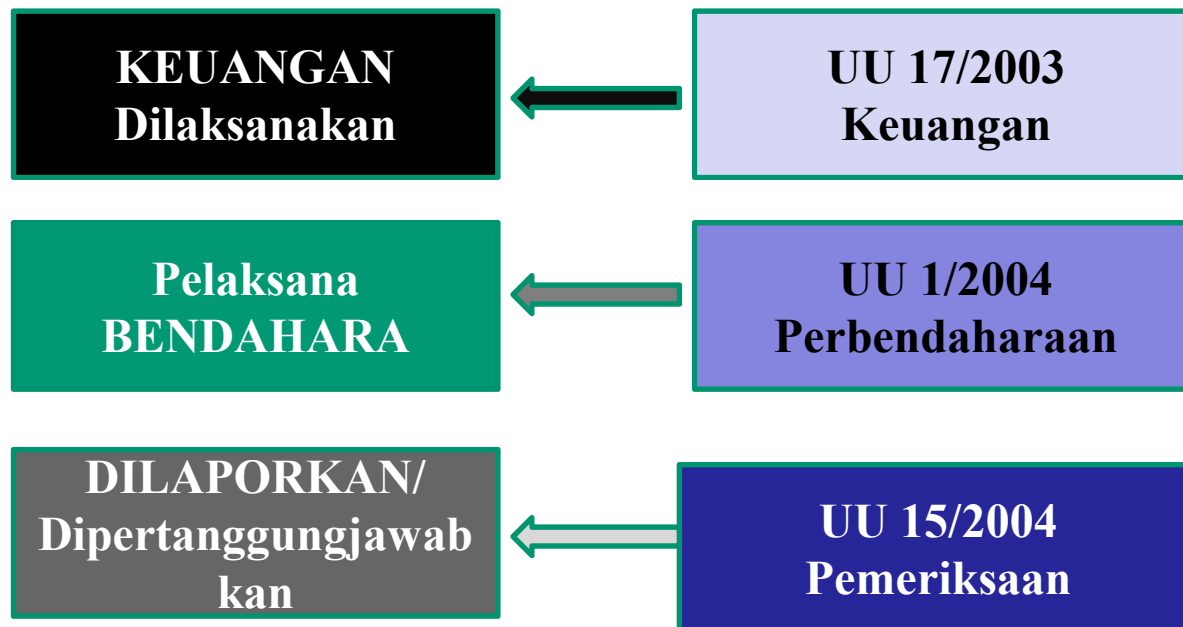 KEUANGAN
Dilaksanakan
UU 17/2003
Keuangan
Pelaksana
BENDAHARA
UU 1/2004
Perbendaharaan
DILAPORKAN/
Dipertanggungjawab
kan
UU 15/2004
Pemeriksaan